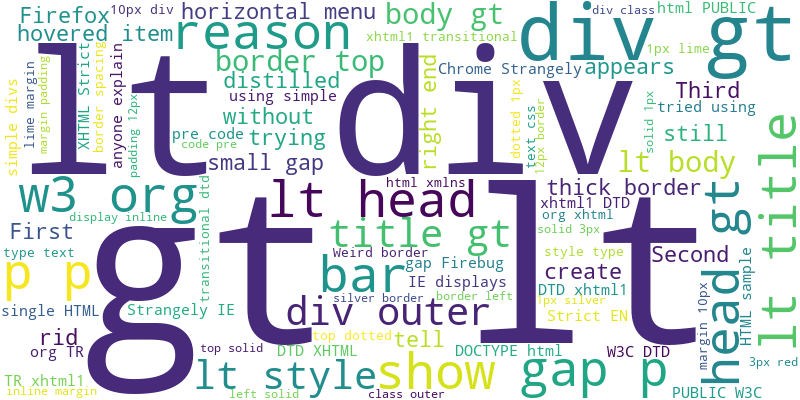 Firefox
10px div
horizontal menu
body gt
div class
html PUBLIC
hovered item
reason
xhtml1 transitional
div gt
1px lime
lt div
border top
Chrome Strangely
appears
simple divs
lime margin
margin padding
XHTML Strict
border spacing
anyone explain
padding 12px
distilled
using simple
without
pre code
trying
code pre
small gap
right end
dotted 1px
text css
12px border
Third
tried using
solid 1px
still
lt body
w3 org
lt head
html xmlns
thick border
xhtml1 DTD
org xhtml
display inline
transitional dtd
First
title gt
solid 3px
gt lt
head gt
lt title
type text
Weird border
style type
Second
p p
bar
gap Firebug
IE displays
create
HTML sample
DTD xhtml1
single HTML
Strangely IE
div outer
silver border
border left
1px silver
Strict EN
margin 10px
rid
org TR
top solid
top dotted
tell
DTD XHTML
DOCTYPE html
W3C DTD
3px red
TR xhtml1
inline margin
lt style
left solid
show
class outer
gap p
PUBLIC W3C